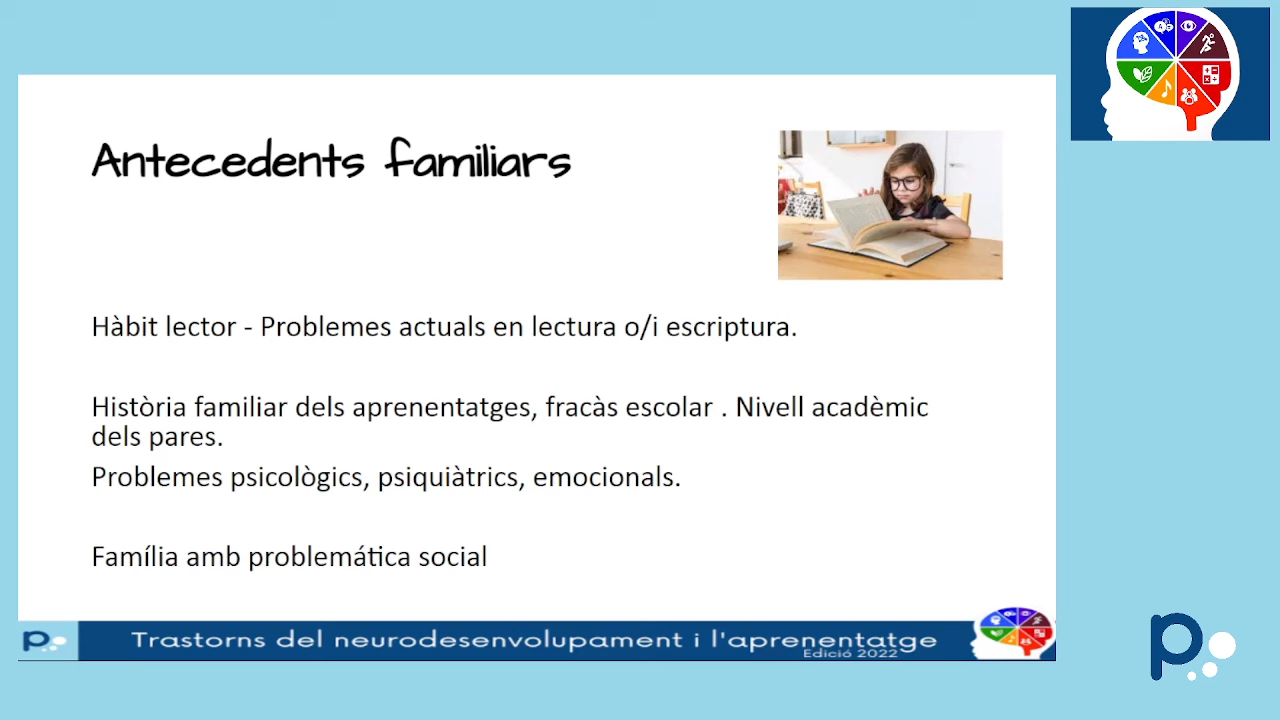 Antecedents familiars
Hàbit lector - Problemes actuals en lectura o/i escriptura.
Història familiar dels aprenentatges, fracàs escolar . Nivell acadèmic
dels pares.
Problemes psicològics, psiquiàtrics, emocionals.
Família amb problemática social
p
Trastorns del neurodesenvolupament i l'aprenentatge
Edició 2022
p